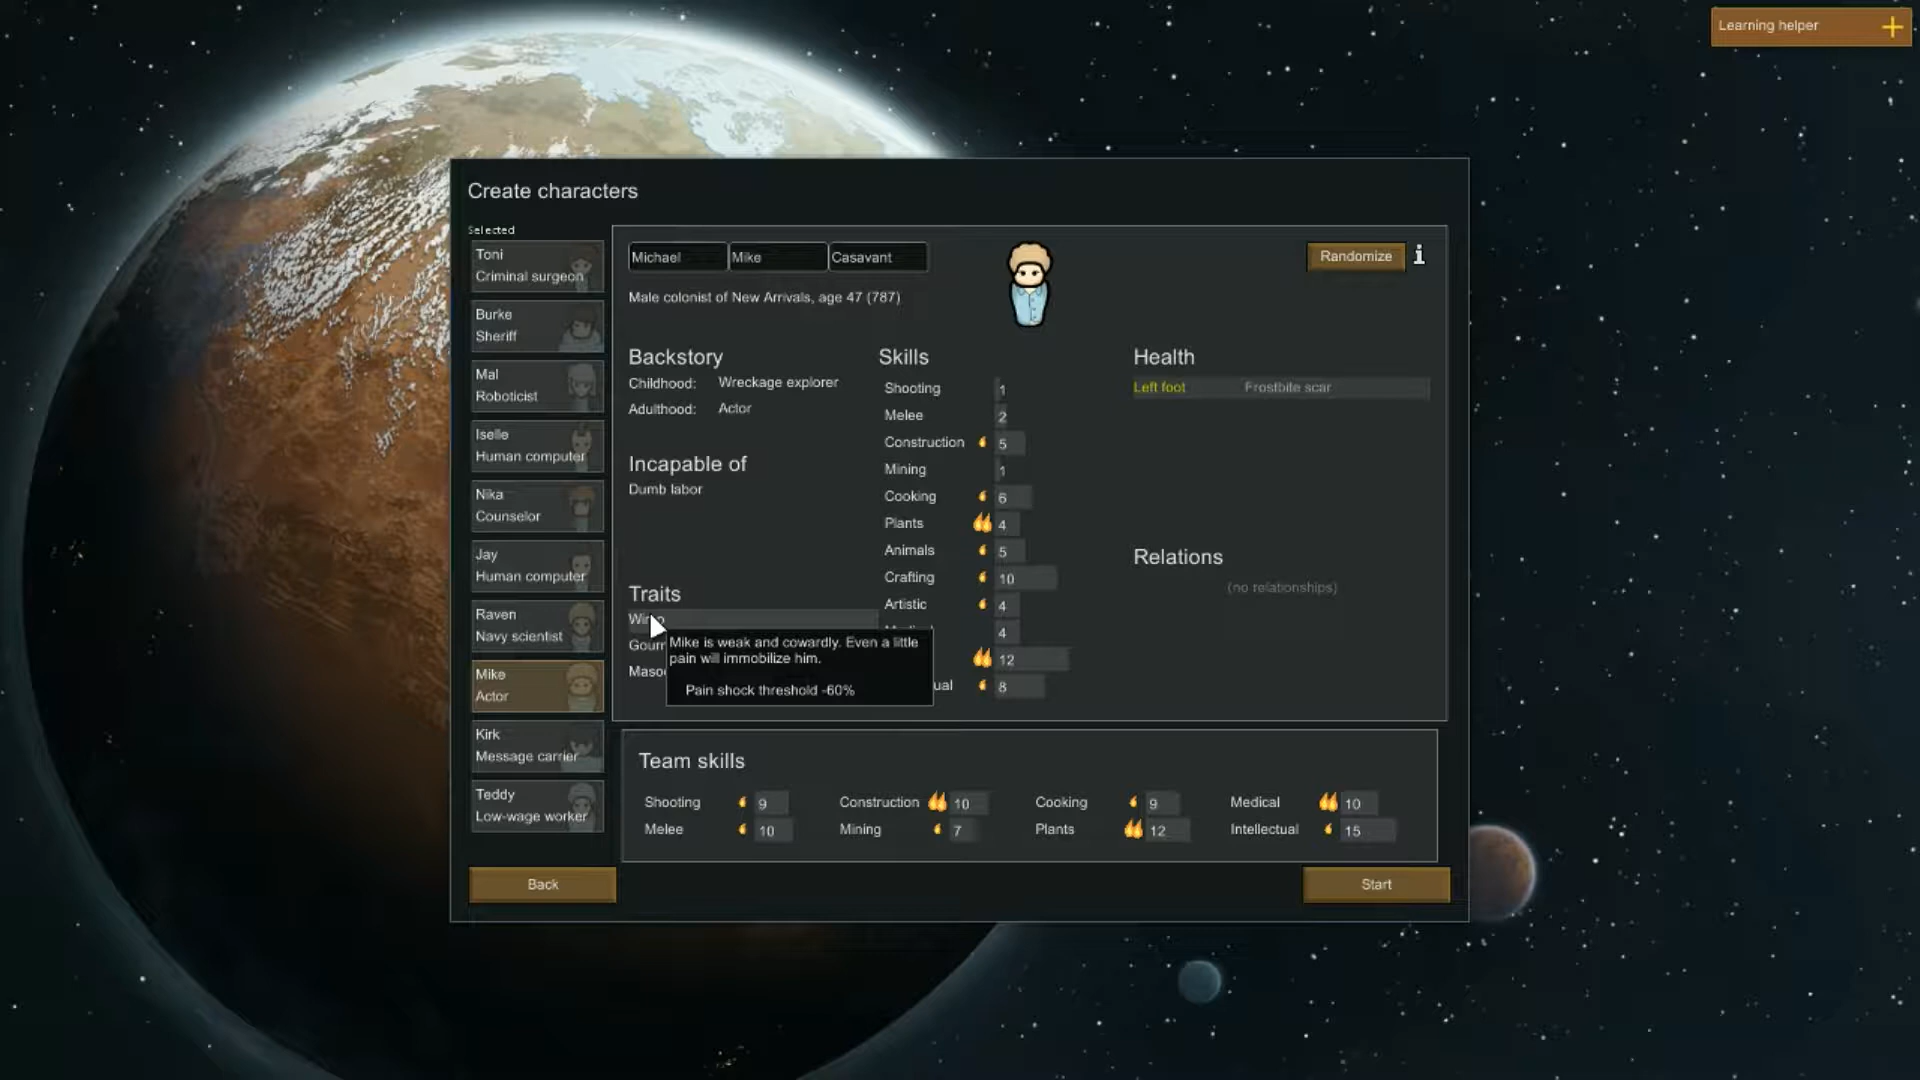 Learning helper
Create characters
Selected
Toni
Criminal surgeon
Burke
Sheriff
Mal
Roboticist
Iselle
Human computer
Nika
Counselor
Jay
Human computer
Raven
Navy scientist
Mike
Actor
Kirk
Message carrier
Teddy
Low-wage worker
Michael Mike Casavant
Randomize
Male colonist of New Arrivals, age 47 (787)
Backstory
Childhood: Wreckage explorer
Adulthood: Actor
Incapable of
Dumb labor
Traits
Mike is weak and cowardly. Even a little
pain will immobilize him.
Pain shock threshold -60%
Skills
Shooting 1
Melee 2
Construction 5
Mining 1
Cooking 6
Plants 4
Animals 5
Crafting 10
Artistic 4
4
12
8
Health
Left foot Frostbite scar
Relations
(no relationships)
Team skills
Shooting 9 Construction 10 Cooking 9 Medical 10
Melee 10 Mining 7 Plants 12 Intellectual 15
Back
Start